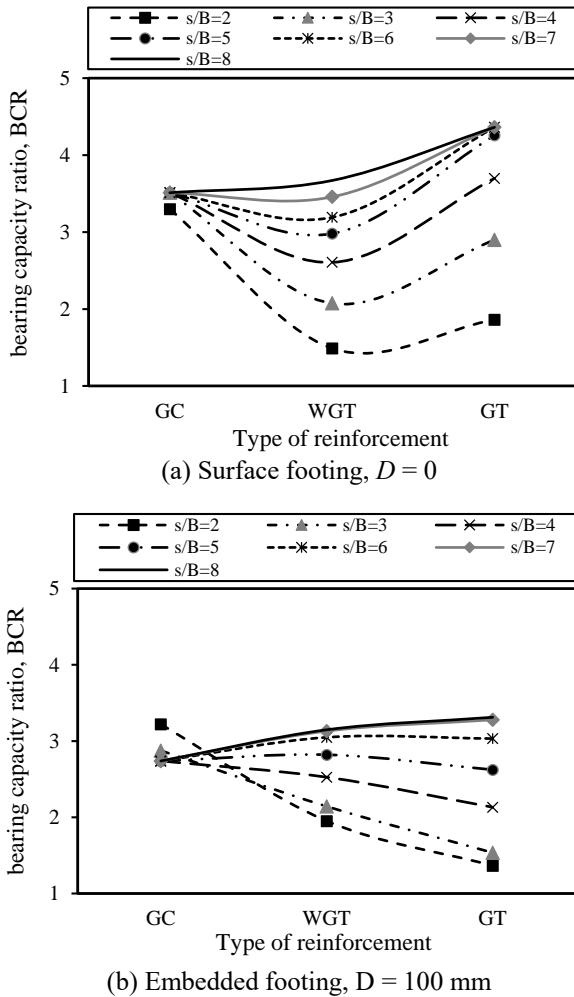 s/B=2 s/B=3 s/B=4
s/B=5 s/B=6 s/B=7
s/B=8
bearing capacity ratio, BCR
5
4
3
2
1
GC WGT GT
Type of reinforcement
(a) Surface footing, D = 0
s/B=2 s/B=3 s/B=4
s/B=5 s/B=6 s/B=7
s/B=8
bearing capacity ratio, BCR
5
4
3
2
1
GC WGT GT
Type of reinforcement
(b) Embedded footing, D = 100 mm